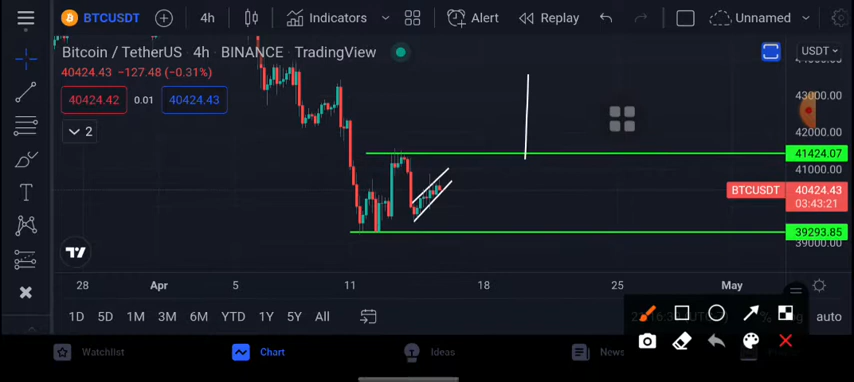 BTCUSDT 4h Indicators Alert Replay Unnamed
Bitcoin / TetherUS · 4h · BINANCE · TradingView
USDT
40424.43 −127.48 (−0.31%)
40424.42 0.01 40424.43
2
43000.00
42000.00
41424.07
41000.00
BTCUSDT 40424.43
03:43:21
39293.85
39000.00
28 Apr 5 11 18 25 May
1D 5D 1M 3M 6M YTD 1Y 5Y All auto
Watchlist Chart Ideas News